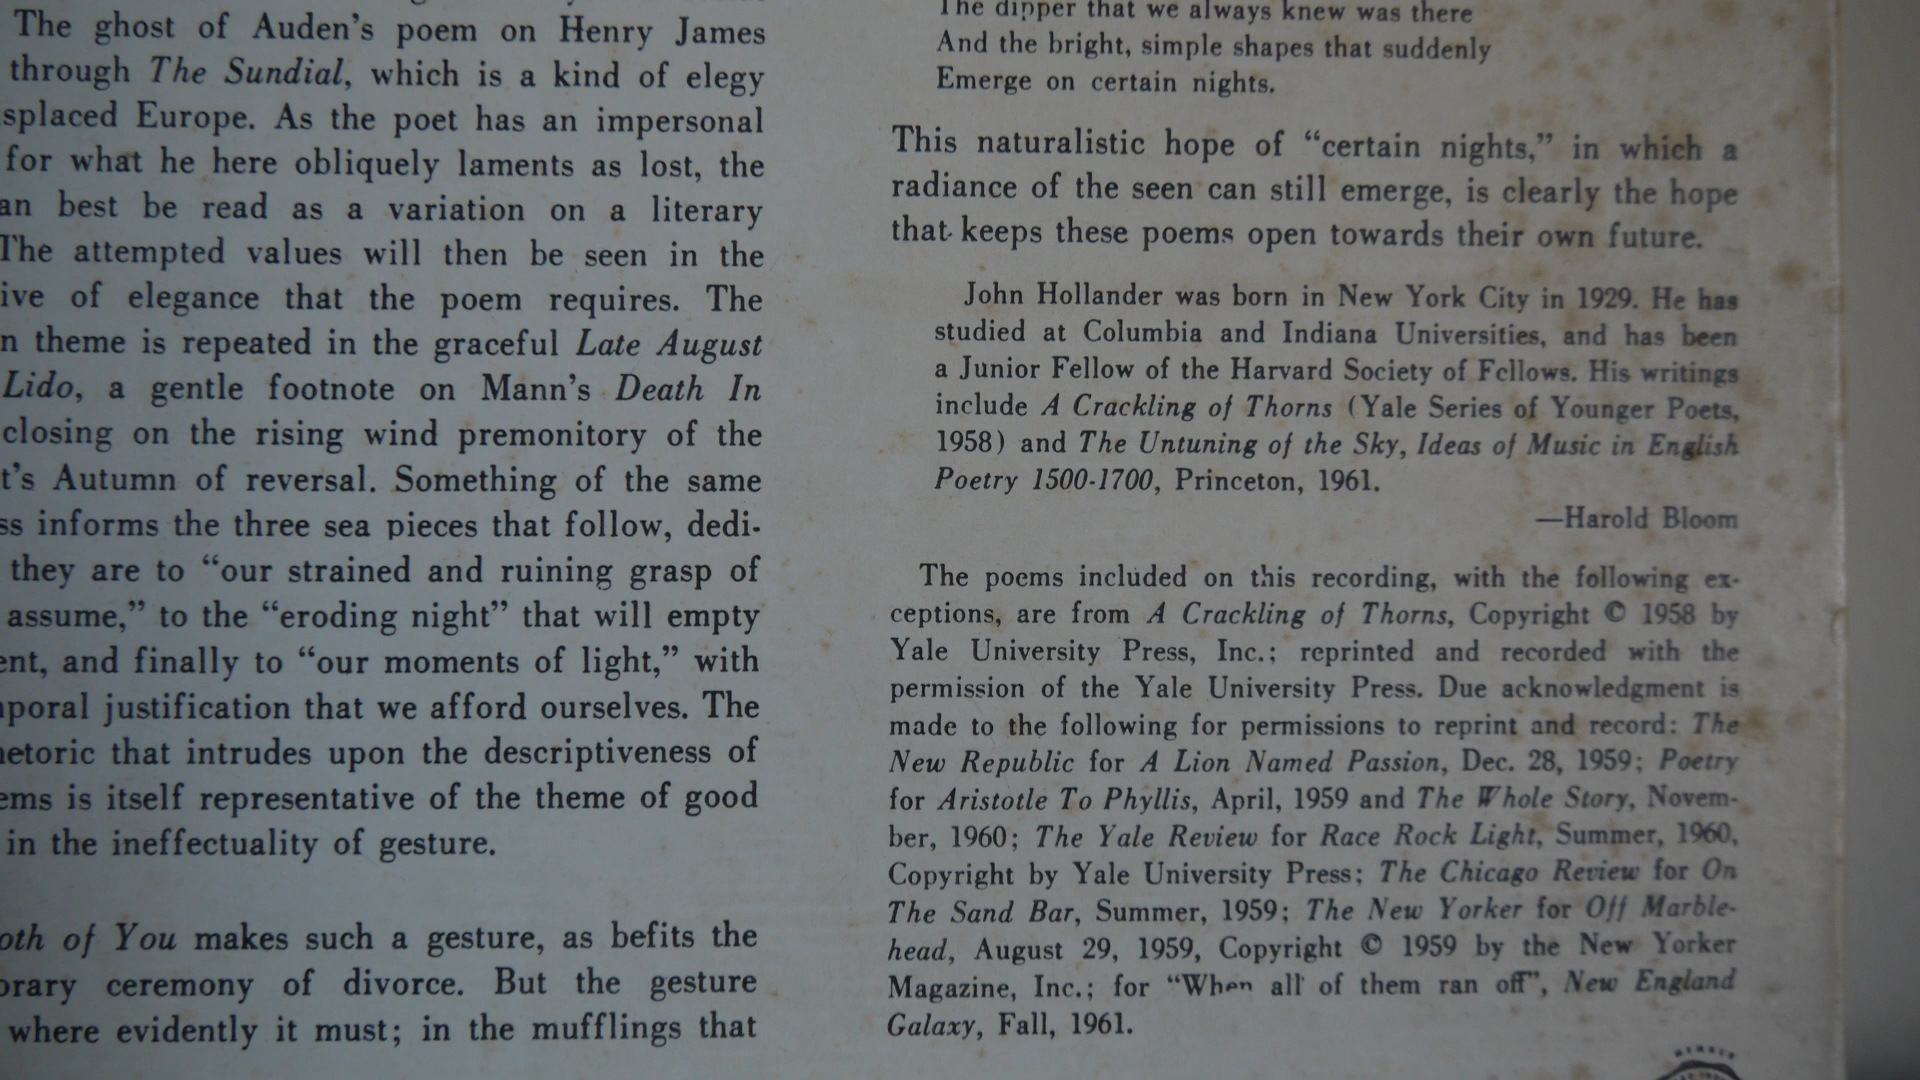 The ghost of Auden's poem on Henry James
through The Sundial, which is a kind of elegy
splaced Europe. As the poet has an impersonal
for what he here obliquely laments as lost, the
an best be read as a variation on a literary
The attempted values will then be seen in the
ive of elegance that the poem requires. The
n theme is repeated in the graceful Late August
Lido, a gentle footnote on Mann's Death In
closing on the rising wind premonitory of the
t's Autumn of reversal. Something of the same
ss informs the three sea pieces that follow, dedi-
they are to “our strained and ruining grasp of
assume,” to the “eroding night” that will empty
ent, and finally to “our moments of light,” with
poral justification that we afford ourselves. The
hetoric that intrudes upon the descriptiveness of
ems is itself representative of the theme of good
in the ineffectuality of gesture.
oth of You makes such a gesture, as befits the
orary ceremony of divorce. But the gesture
where evidently it must; in the mufflings that
The dipper that we always knew was there
And the bright, simple shapes that suddenly
Emerge on certain nights.
This naturalistic hope of “certain nights,” in which a
radiance of the seen can still emerge, is clearly the hope
that keeps these poems open towards their own future.
John Hollander was born in New York City in 1929. He has
studied at Columbia and Indiana Universities, and has been
a Junior Fellow of the Harvard Society of Fellows. His writings
include A Crackling of Thorns (Yale Series of Younger Poets,
1958) and The Untuning of the Sky, Ideas of Music in English
Poetry 1500-1700, Princeton, 1961.
—Harold Bloom
The poems included on this recording, with the following ex-
ceptions, are from A Crackling of Thorns, Copyright © 1958 by
Yale University Press, Inc.; reprinted and recorded with the
permission of the Yale University Press. Due acknowledgment is
made to the following for permissions to reprint and record: The
New Republic for A Lion Named Passion, Dec. 28, 1959; Poetry
for Aristotle To Phyllis, April, 1959 and The Whole Story, Novem-
ber, 1960; The Yale Review for Race Rock Light, Summer, 1960,
Copyright by Yale University Press; The Chicago Review for On
The Sand Bar, Summer, 1959; The New Yorker for Off Marble-
head, August 29, 1959, Copyright © 1959 by the New Yorker
Magazine, Inc.; for “When all of them ran off”, New England
Galaxy, Fall, 1961.
MEMBER